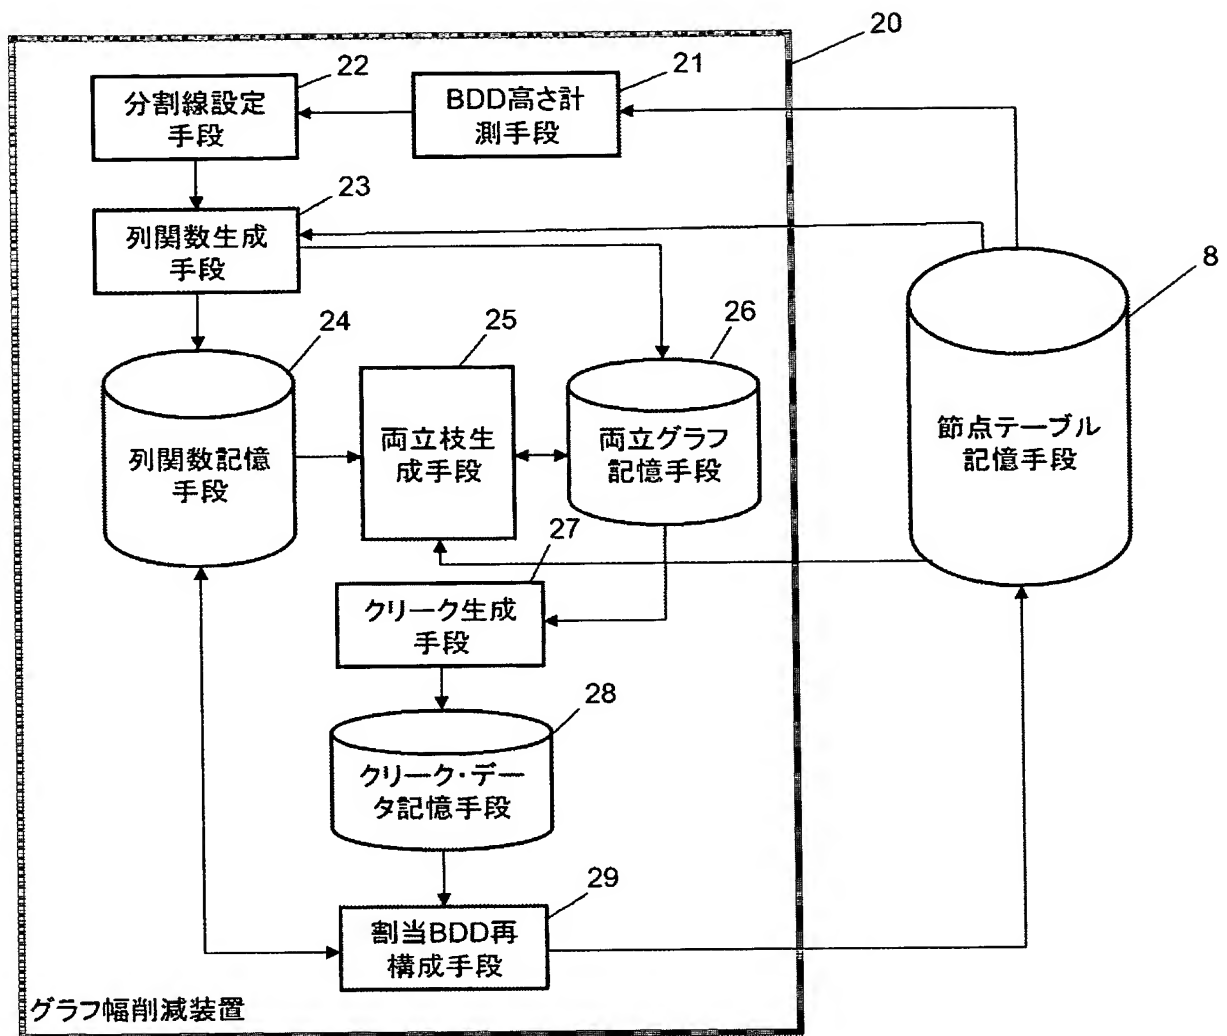 20
22
分割線設定
手段
21
BDD高さ計
測手段
23
列関数生成
手段
8
節点テーブル
記憶手段
24
列関数記憶
手段
25
両立枝生
成手段
26
両立グラフ
記憶手段
27
クリーク生成
手段
28
クリーク・デー
タ記憶手段
29
割当BDD再
構成手段
グラフ幅削減装置